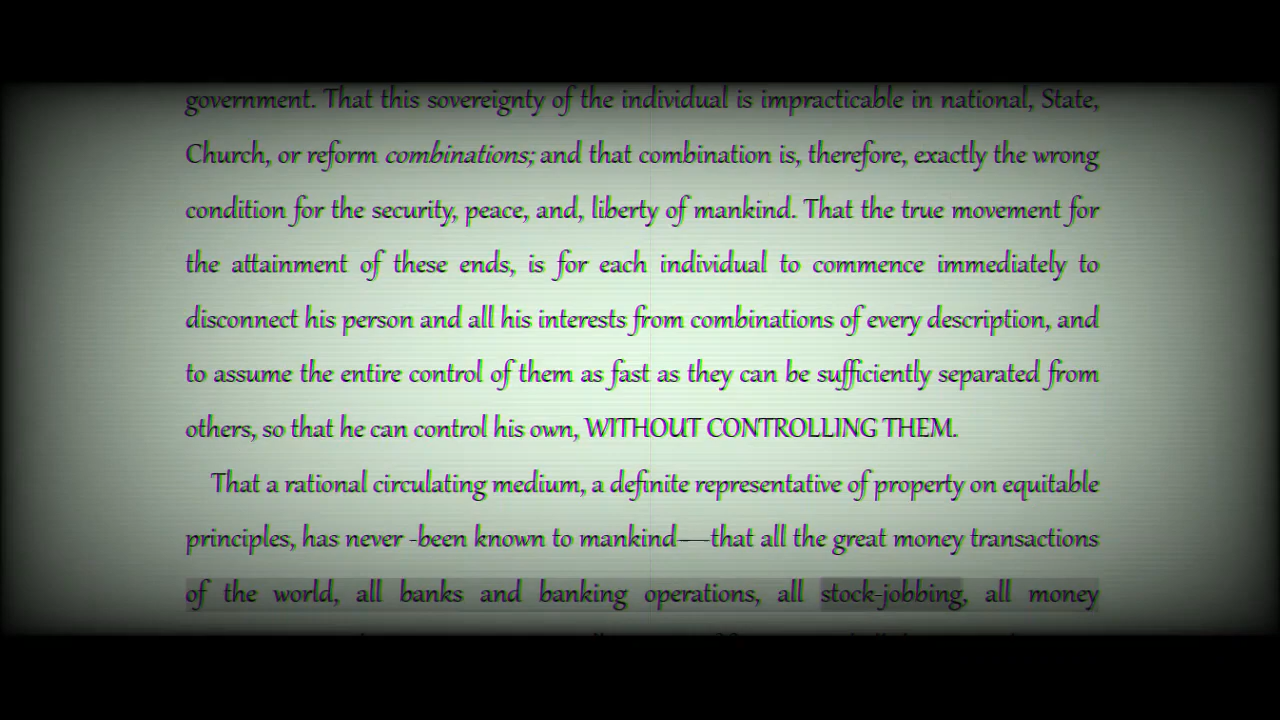 government. That this sovereignty of the individual is impracticable in national, State,
Church, or reform combinations; and that combination is, therefore, exactly the wrong
condition for the security, peace, and, liberty of mankind. That the true movement for
the attainment of these ends, is for each individual to commence immediately to
disconnect his person and all his interests from combinations of every description, and
to assume the entire control of them as fast as they can be sufficiently separated from
others, so that he can control his own, WITHOUT CONTROLLING THEM.
That a rational circulating medium, a definite representative of property on equitable
principles, has never -been known to mankind—that all the great money transactions
of the world, all banks and banking operations, all stock-jobbing, all money